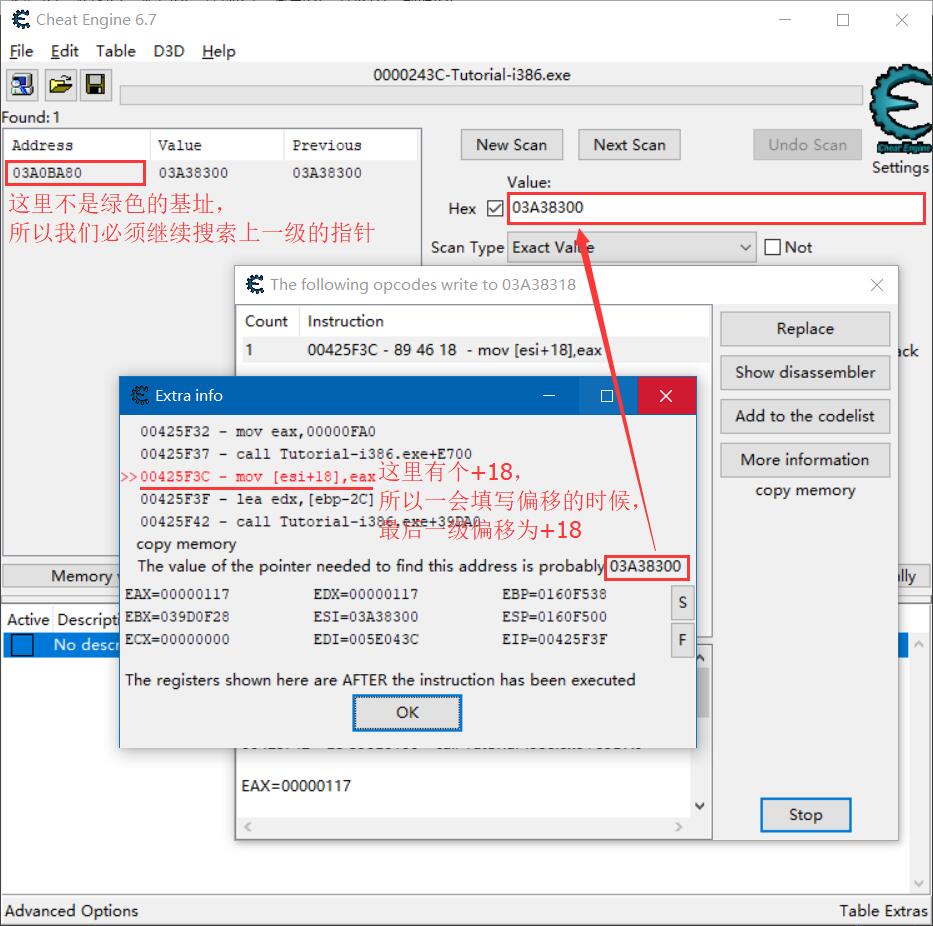 Cheat Engine 6.7
File Edit Table D3D Help
0000243C-Tutorial-i386.exe
Found: 1
Address Value Previous
03A0BA80 03A38300 03A38300
这里不是绿色的基址，
所以我们必须继续搜索上一级的指针
New Scan Next Scan Undo Scan
Cheat Engine
Settings
Value:
Hex 03A38300
Scan Type Exact Value Not
The following opcodes write to 03A38318
Count Instruction
1 00425F3C - 89 46 18 - mov [esi+18],eax
Replace
Show disassembler
Add to the codelist
More information
copy memory
Extra info
00425F32 - mov eax,00000FA0
00425F37 - call Tutorial-i386.exe+E700
>>00425F3C - mov [esi+18],eax
00425F3F - lea edx,[ebp-2C]
00425F42 - call Tutorial-i386.exe+39DA0
这里有个+18，
所以一会填写偏移的时候，
最后一级偏移为+18
copy memory
The value of the pointer needed to find this address is probably 03A38300
EAX=00000117 EDX=00000117 EBP=0160F538
EBX=039D0F28 ESI=03A38300 ESP=0160F500
ECX=00000000 EDI=005E043C EIP=00425F3F
S
F
The registers shown here are AFTER the instruction has been executed
OK
Memory
Active Descripti
No descr
EAX=00000117
Stop
Advanced Options Table Extras